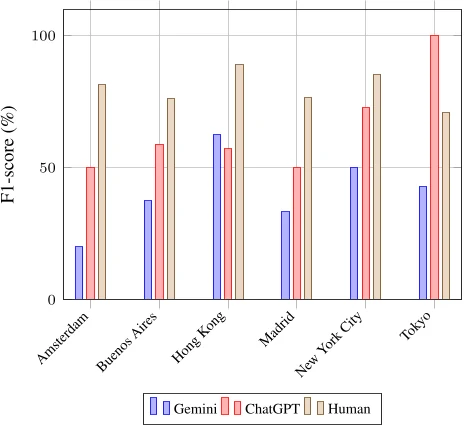 100
50
0
F1-score (%)
Amsterdam
Buenos Aires
Hong Kong
Madrid
New York City
Tokyo
Gemini ChatGPT Human